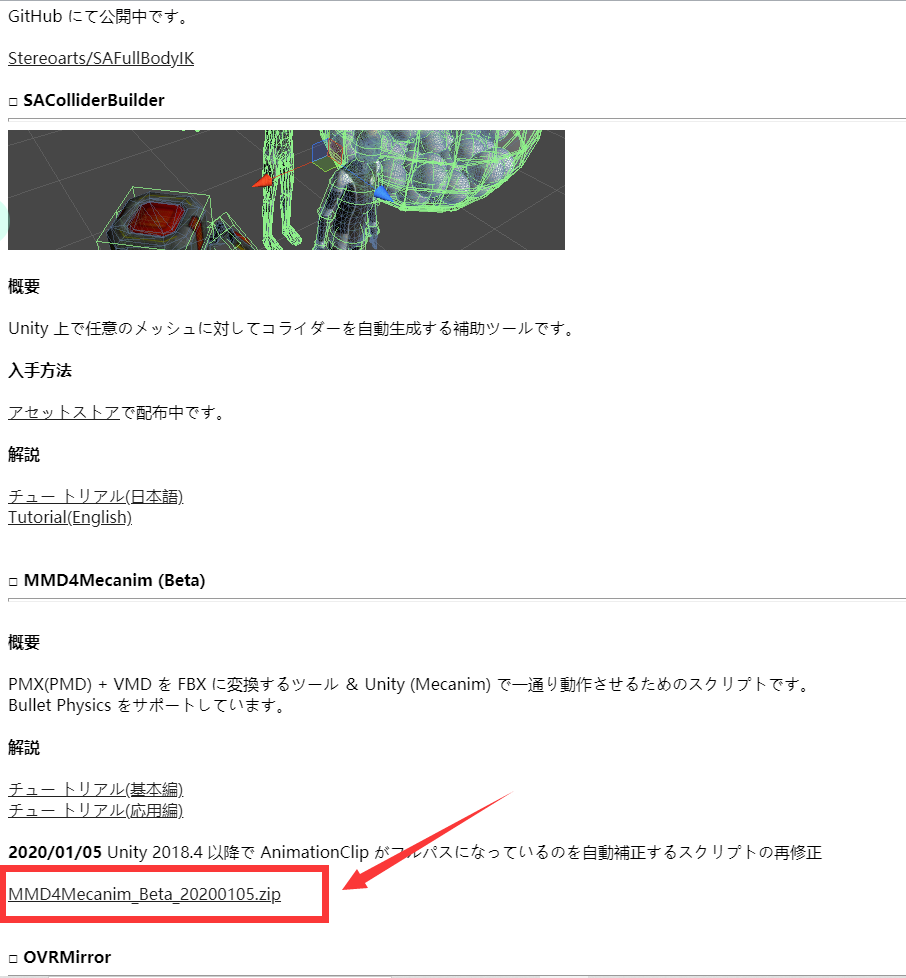 GitHub にて公開中です。
Stereoarts/SAFullBodyIK
□ SAColliderBuilder
概要
Unity 上で任意のメッシュに対してコライダーを自動生成する補助ツールです。
入手方法
アセットストアで配布中です。
解説
チュートリアル(日本語)
Tutorial(English)
□ MMD4Mecanim (Beta)
概要
PMX(PMD) + VMD を FBX に変換するツール & Unity (Mecanim) で一通り動作させるためのスクリプトです。
Bullet Physics をサポートしています。
解説
チュートリアル(基本編)
チュートリアル(応用編)
2020/01/05 Unity 2018.4 以降で AnimationClip がフルパスになっているのを自動補正するスクリプトの再修正
MMD4Mecanim_Beta_20200105.zip
□ OVRMirror